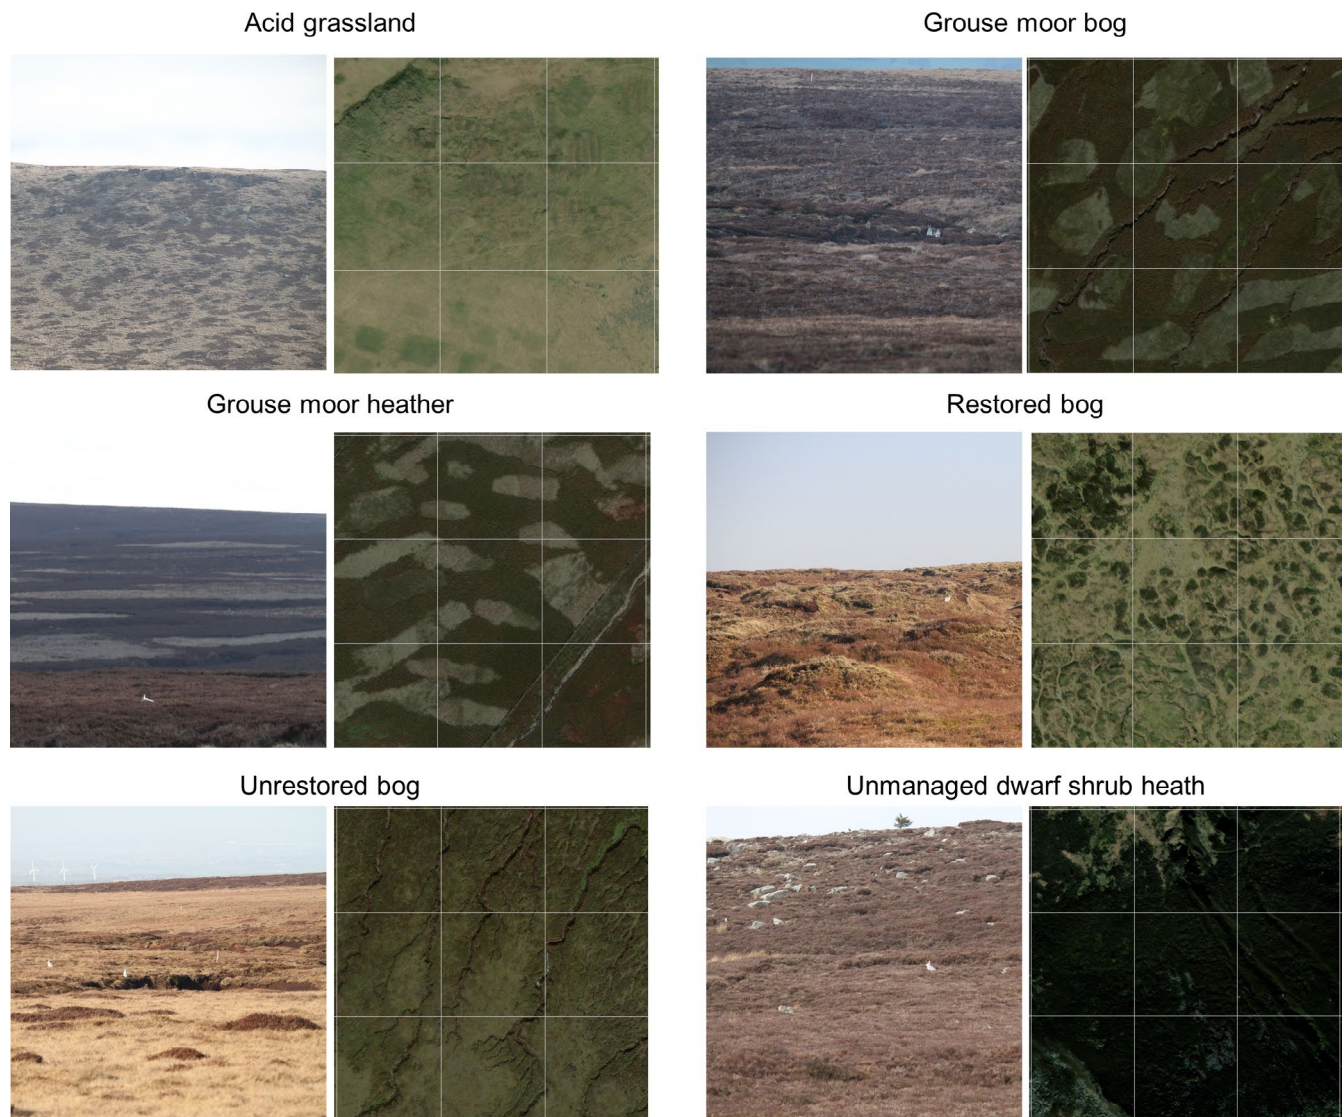 Acid grassland
Grouse moor bog
Grouse moor heather
Restored bog
Unrestored bog
Unmanaged dwarf shrub heath